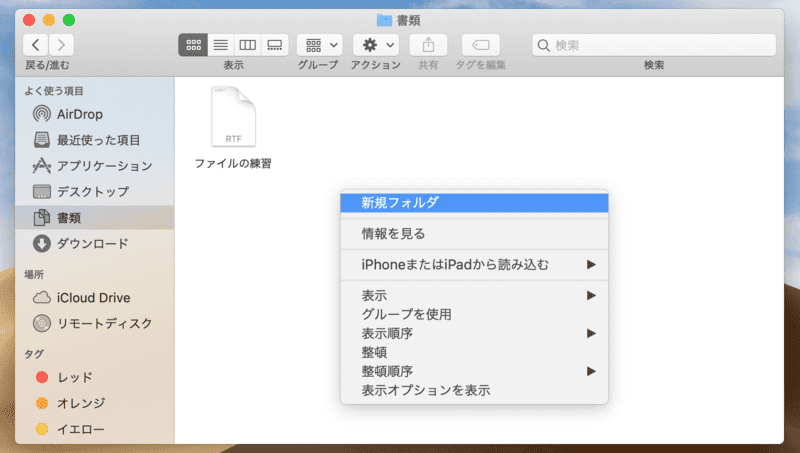 書類
戻る/進む
表示
グループ
アクション
共有
タグを編集
検索
検索
よく使う項目
AirDrop
最近使った項目
アプリケーション
デスクトップ
書類
ダウンロード
場所
iCloud Drive
リモートディスク
タグ
レッド
オレンジ
イエロー
RTF
ファイルの練習
新規フォルダ
情報を見る
iPhoneまたはiPadから読み込む
表示
グループを使用
表示順序
整頓
整頓順序
表示オプションを表示